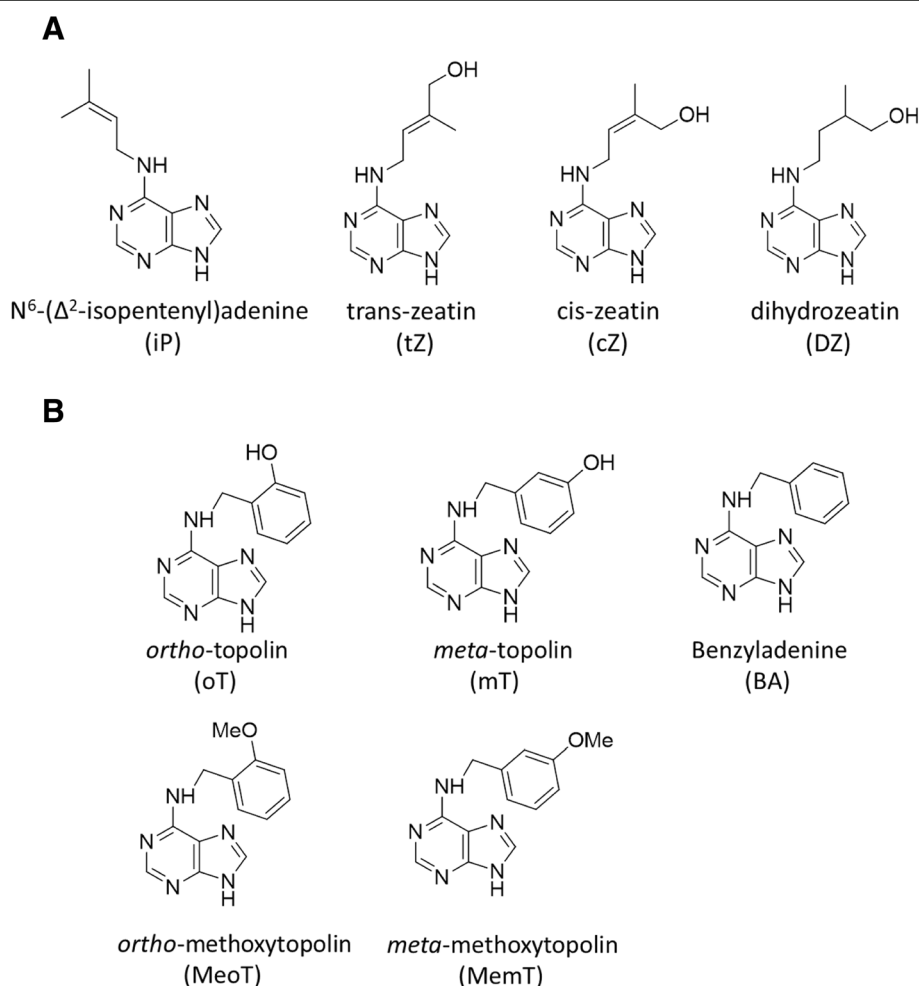 A
N⁶-(Δ²-isopentenyl)adenine
(iP)
NH
N
N
N
N
H
trans-zeatin
(tZ)
OH
HN
N
N
N
N
H
cis-zeatin
(cZ)
OH
HN
N
N
N
N
H
dihydrozeatin
(DZ)
OH
HN
N
N
N
N
H
B
HO
NH
N
N
N
N
H
ortho-topolin
(oT)
OH
NH
N
N
N
N
H
meta-topolin
(mT)
NH
N
N
N
N
H
Benzyladenine
(BA)
MeO
NH
N
N
N
N
H
ortho-methoxytopolin
(MeoT)
OMe
NH
N
N
N
N
H
meta-methoxytopolin
(MemT)